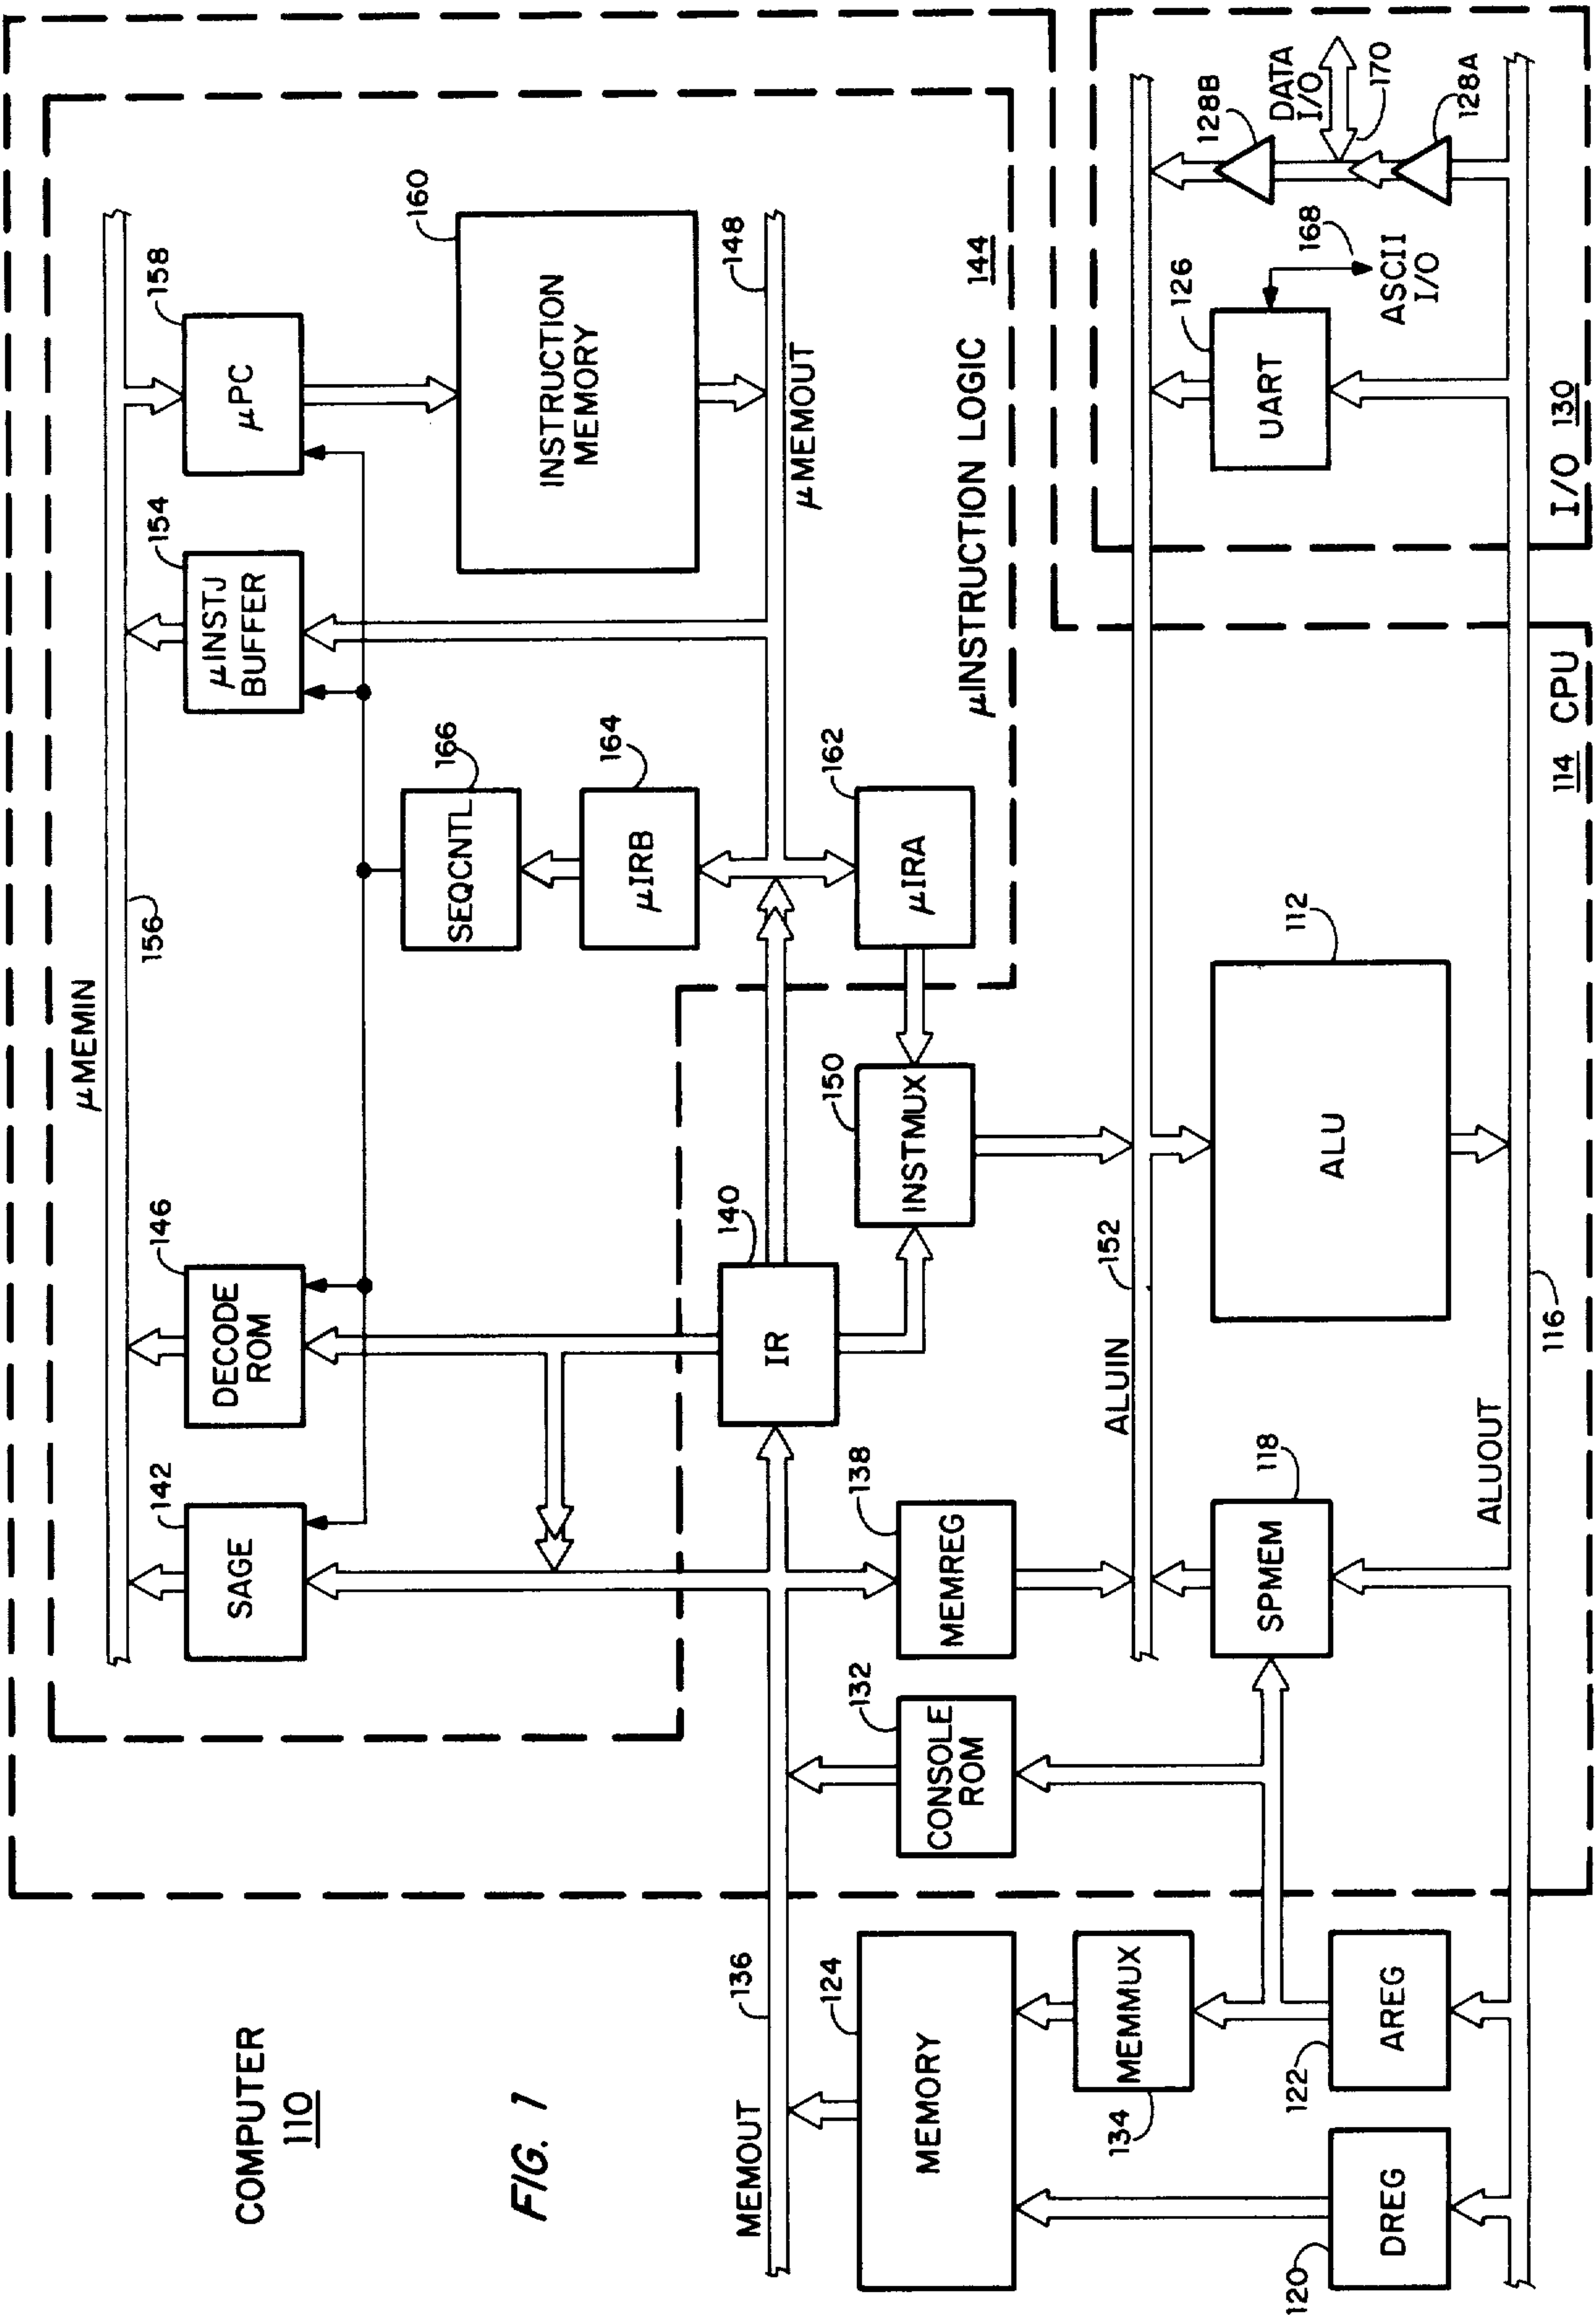 COMPUTER
110
FIG. 1
μMEMIN
156
142
SAGE
146
DECODE
ROM
154
μINSTJ
BUFFER
158
μPC
166
SEQCNTL
164
μIRB
160
INSTRUCTION
MEMORY
148
μMEMOUT
162
μIRA
μINSTRUCTION LOGIC
144
MEMOUT
136
140
IR
150
INSTMUX
124
MEMORY
132
CONSOLE
ROM
138
MEMREG
134
MEMMUX
ALUIN
152
118
SPMEM
112
ALU
126
UART
168
ASCII
I/O
128B
DATA
I/O
170
128A
120
DREG
122
AREG
ALUOUT
116
114 CPU
I/O 130